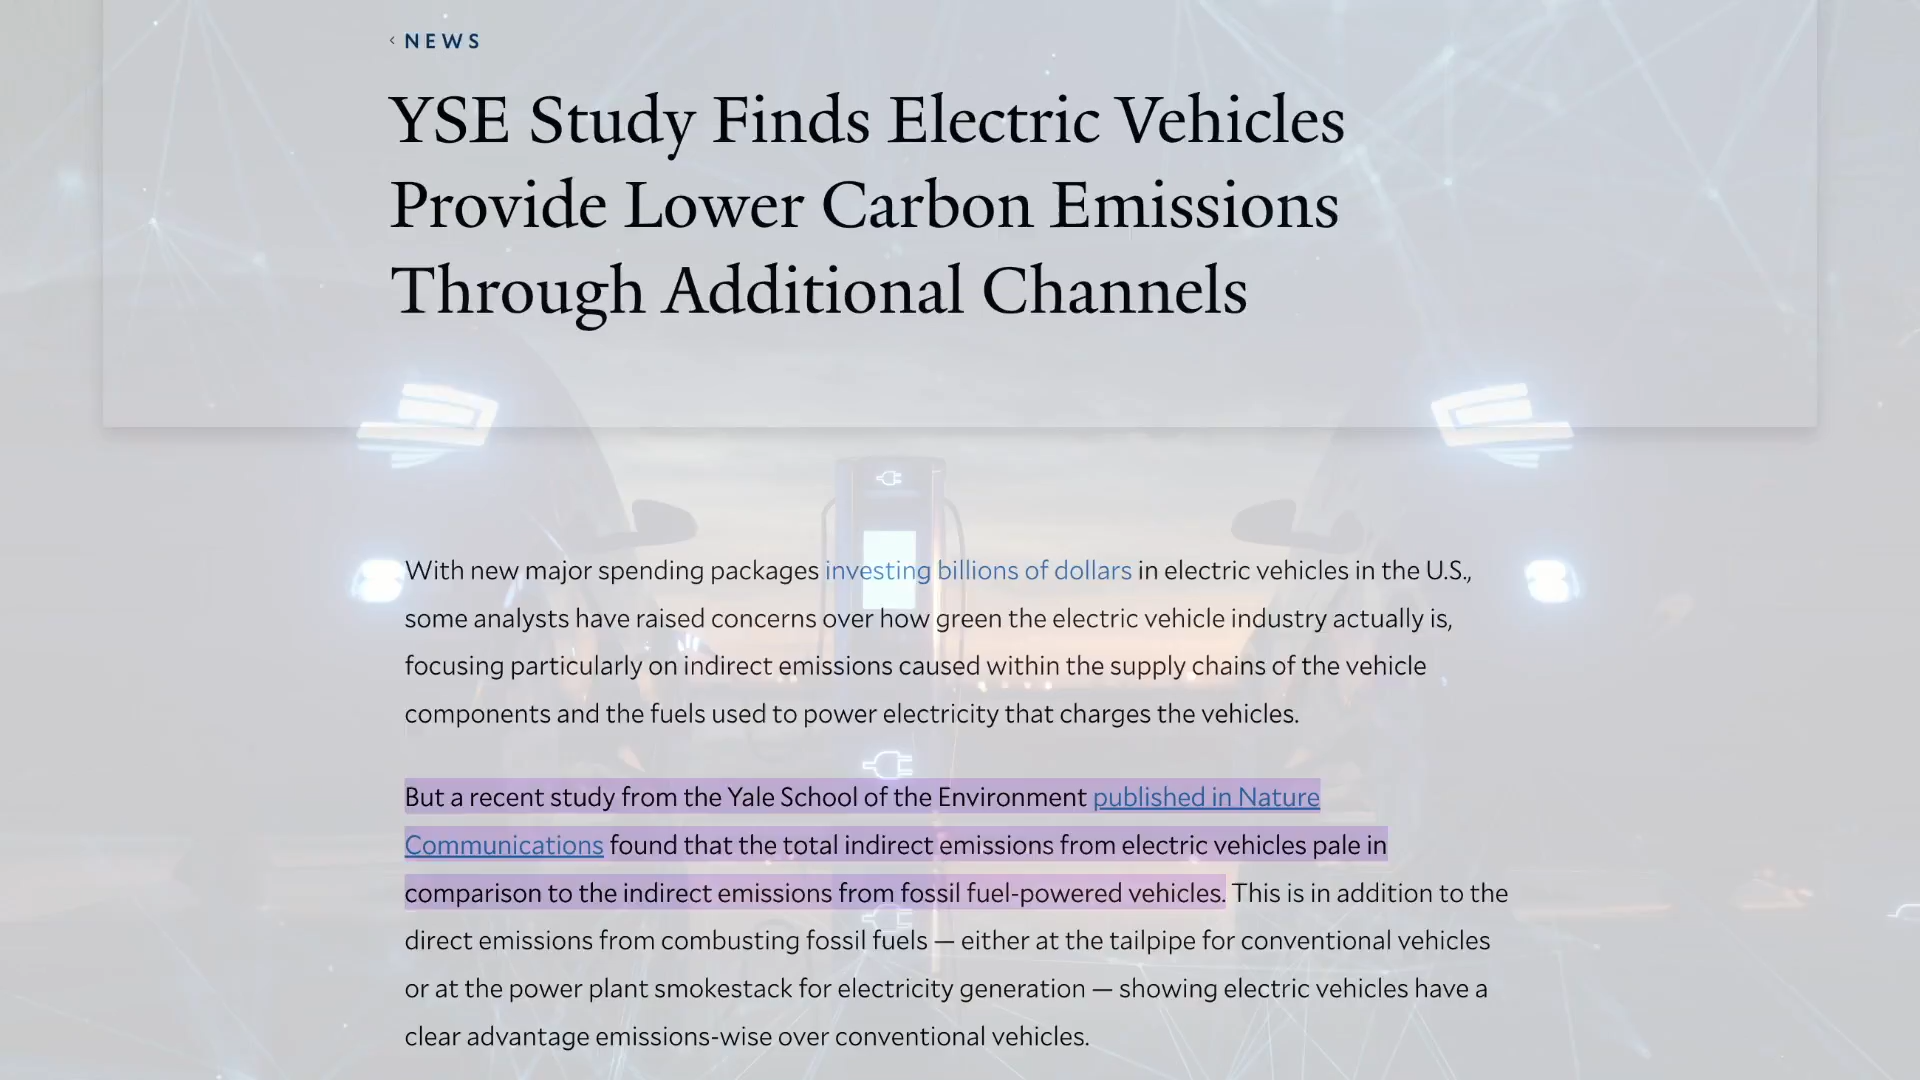 ‹ NEWS
YSE Study Finds Electric Vehicles
Provide Lower Carbon Emissions
Through Additional Channels
With new major spending packages investing billions of dollars in electric vehicles in the U.S.,
some analysts have raised concerns over how green the electric vehicle industry actually is,
focusing particularly on indirect emissions caused within the supply chains of the vehicle
components and the fuels used to power electricity that charges the vehicles.
But a recent study from the Yale School of the Environment published in Nature
Communications found that the total indirect emissions from electric vehicles pale in
comparison to the indirect emissions from fossil fuel-powered vehicles. This is in addition to the
direct emissions from combusting fossil fuels — either at the tailpipe for conventional vehicles
or at the power plant smokestack for electricity generation — showing electric vehicles have a
clear advantage emissions-wise over conventional vehicles.